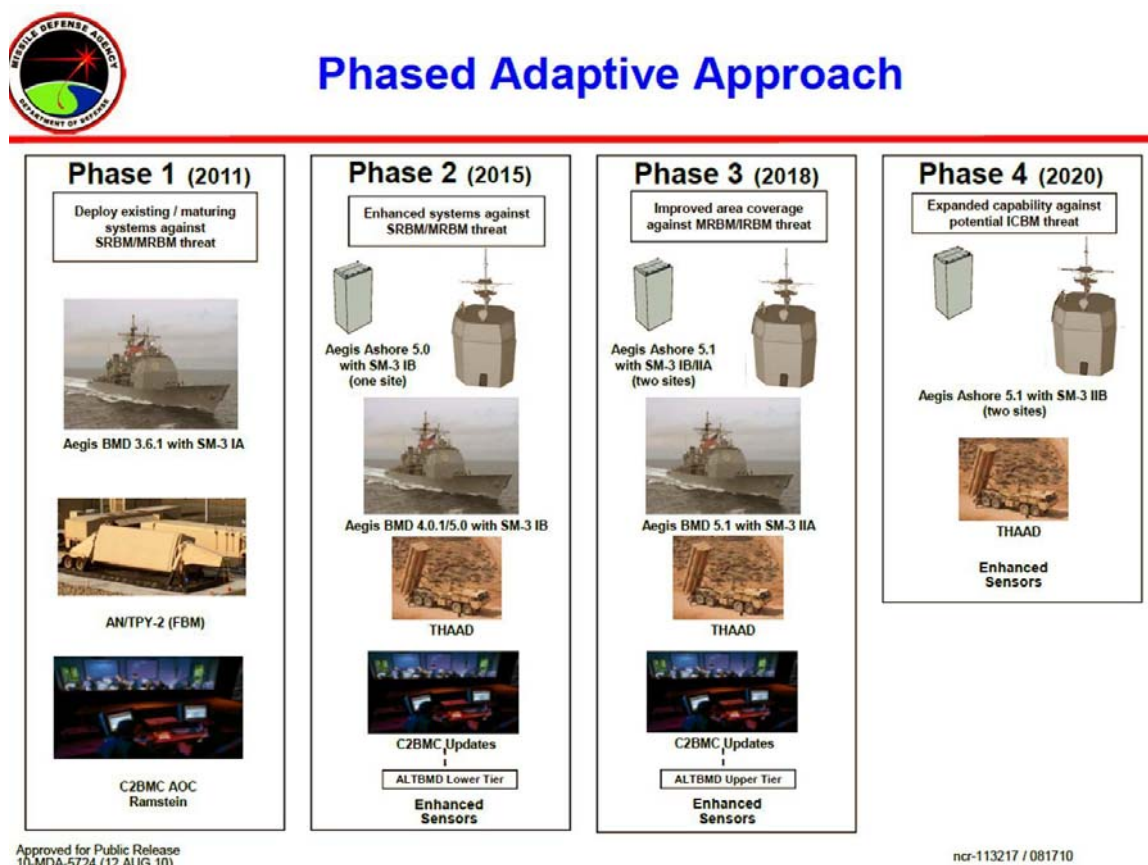 MISSILE DEFENSE AGENCY
DEPARTMENT OF DEFENSE
Phased Adaptive Approach
Phase 1 (2011)
Deploy existing / maturing
systems against
SRBM/MRBM threat
Aegis BMD 3.6.1 with SM-3 IA
AN/TPY-2 (FBM)
C2BMC AOC
Ramstein
Phase 2 (2015)
Enhanced systems against
SRBM/MRBM threat
Aegis Ashore 5.0
with SM-3 IB
(one site)
Aegis BMD 4.0.1/5.0 with SM-3 IB
THAAD
C2BMC Updates
ALTBMD Lower Tier
Enhanced
Sensors
Phase 3 (2018)
Improved area coverage
against MRBM/IRBM threat
Aegis Ashore 5.1
with SM-3 IB/IIA
(two sites)
Aegis BMD 5.1 with SM-3 IIA
THAAD
C2BMC Updates
ALTBMD Upper Tier
Enhanced
Sensors
Phase 4 (2020)
Expanded capability against
potential ICBM threat
Aegis Ashore 5.1 with SM-3 IIB
(two sites)
THAAD
Enhanced
Sensors
Approved for Public Release
10-MDA-5724 (12 AUG 10)
ncr-113217 / 081710